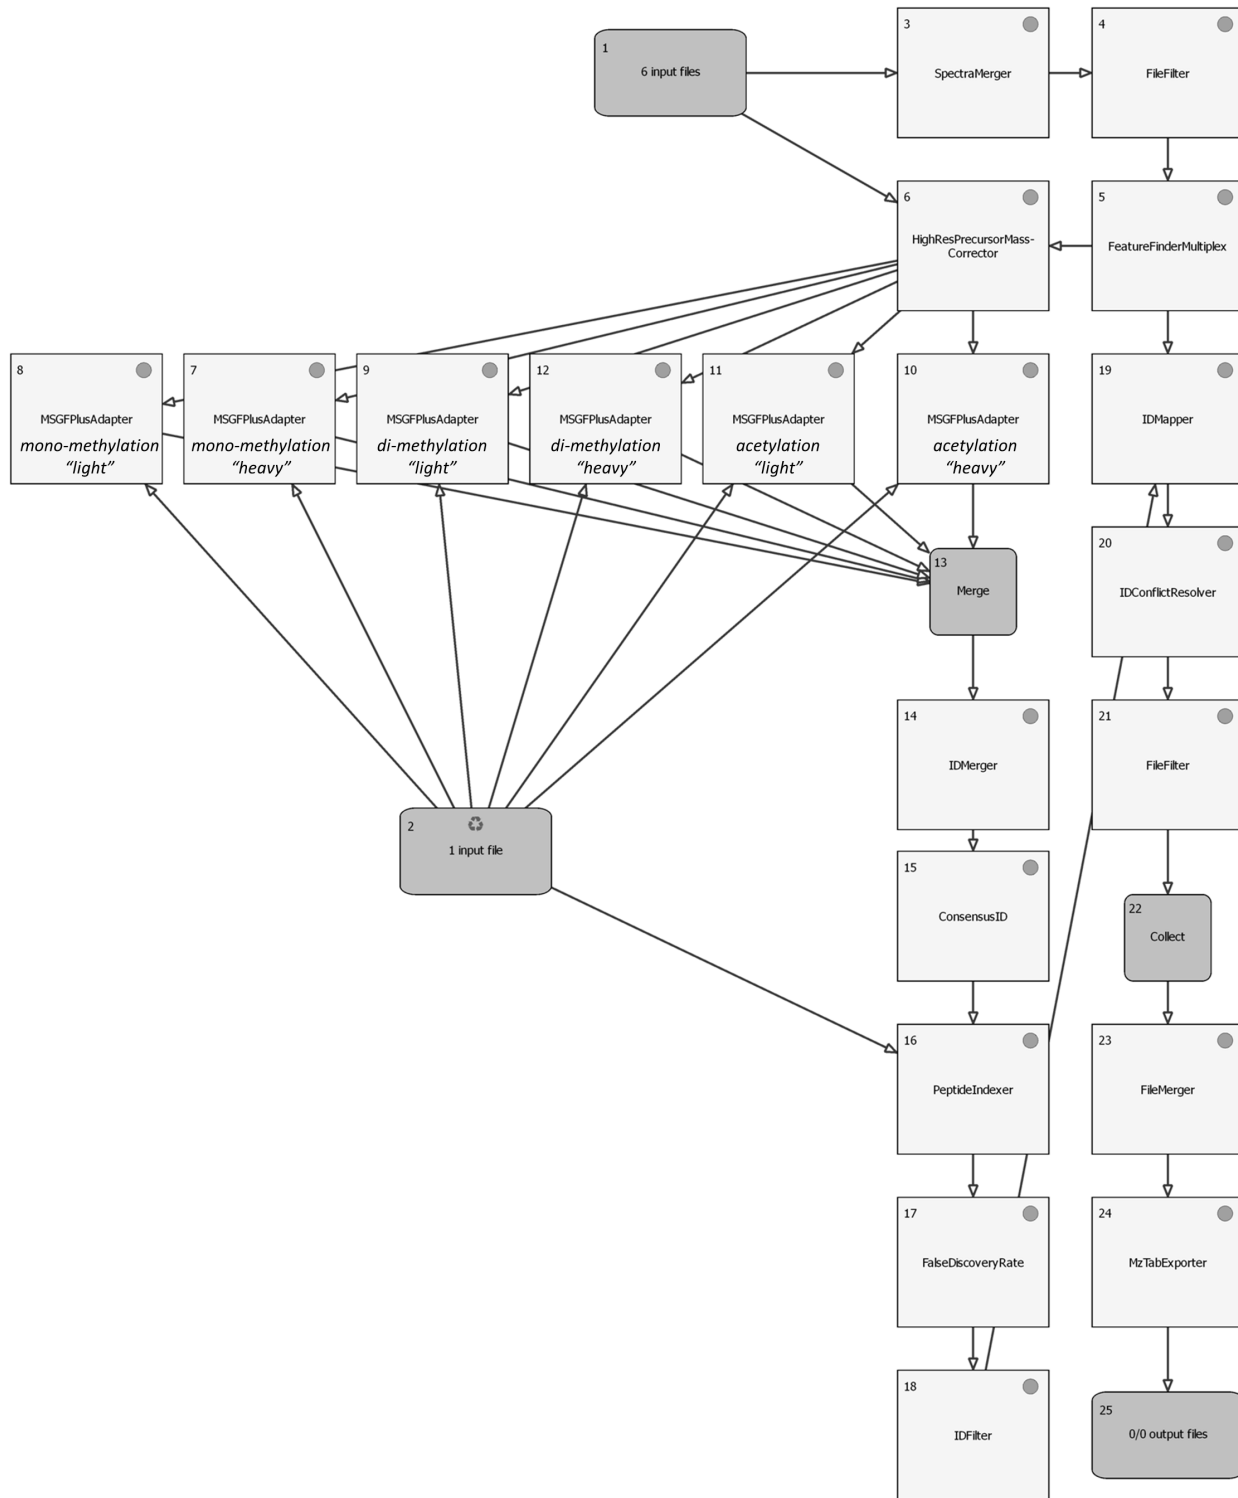 1
6 input files
3
SpectraMerger
4
FileFilter
6
HighResPrecursorMass-
Corrector
5
FeatureFinderMultiplex
8
MSGFPlusAdapter
mono-methylation
“light”
7
MSGFPlusAdapter
mono-methylation
“heavy”
9
MSGFPlusAdapter
di-methylation
“light”
12
MSGFPlusAdapter
di-methylation
“heavy”
11
MSGFPlusAdapter
acetylation
“light”
10
MSGFPlusAdapter
acetylation
“heavy”
19
IDMapper
13
Merge
20
IDConflictResolver
14
IDMerger
21
FileFilter
2
1 input file
15
ConsensusID
22
Collect
16
PeptideIndexer
23
FileMerger
17
FalseDiscoveryRate
24
MzTabExporter
18
IDFilter
25
0/0 output files